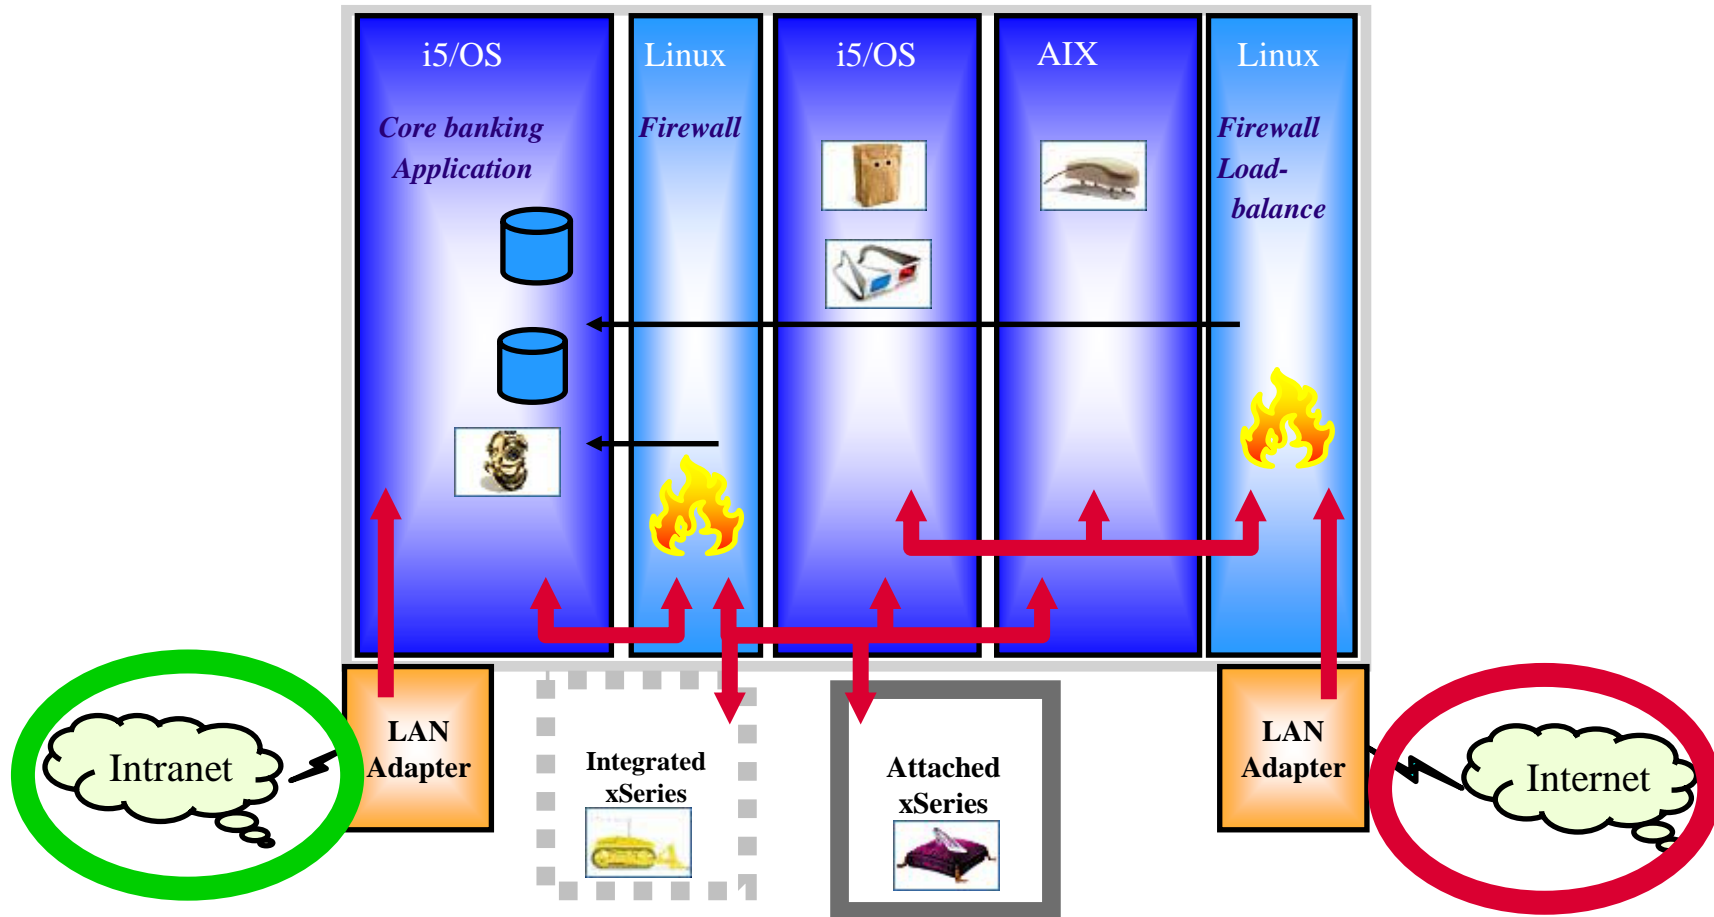 i5/OS
Linux
i5/OS
AIX
Linux
Core banking
Application
Firewall
Firewall
Load-
balance
LAN
Adapter
Intranet
Integrated
xSeries
Attached
xSeries
LAN
Adapter
Internet